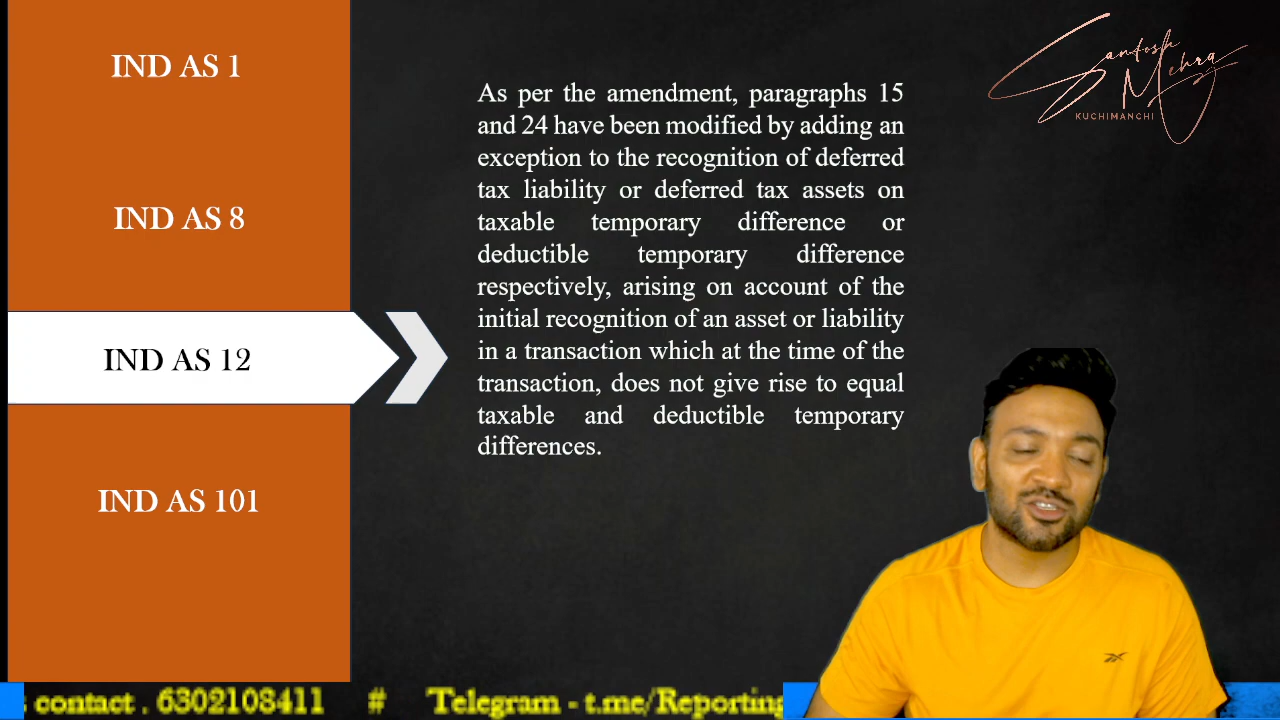 IND AS 1
IND AS 8
IND AS 12
IND AS 101
As per the amendment, paragraphs 15
and 24 have been modified by adding an
exception to the recognition of deferred
tax liability or deferred tax assets on
taxable temporary difference or
deductible temporary difference
respectively, arising on account of the
initial recognition of an asset or liability
in a transaction which at the time of the
transaction, does not give rise to equal
taxable and deductible temporary
differences.
Santosh
Mehra
KUCHIMANCHI
contact . 6302108411 # Telegram - t.me/Reporting